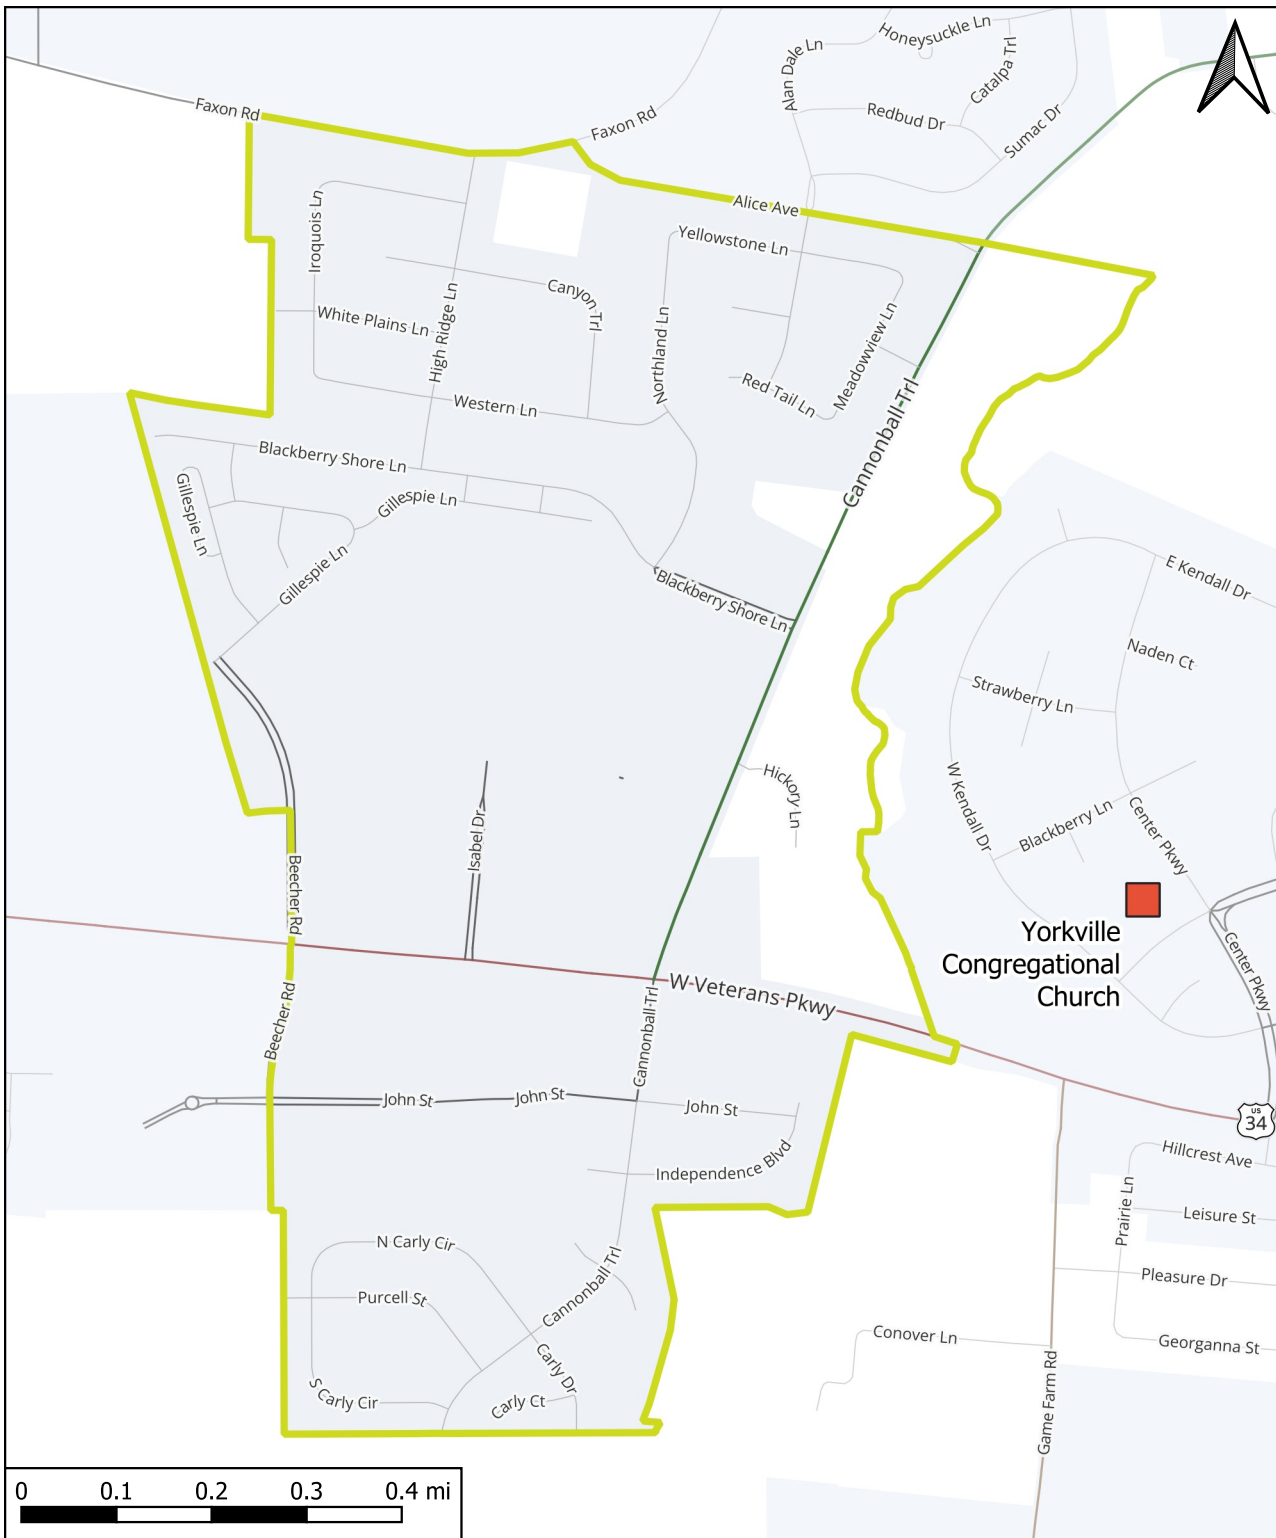 Honeysuckle Ln
Alan Dale Ln
Catalpa Trl
Faxon Rd
Faxon Rd
Redbud Dr
Sumac Dr
Alice Ave
Iroquois Ln
Yellowstone Ln
Canyon Trl
White Plains Ln
High Ridge Ln
Northland Ln
Meadowview Ln
Red Tail Ln
Western Ln
Cannonball Trl
Blackberry Shore Ln
Gillespie Ln
Gillespie Ln
Gillespie Ln
Blackberry Shore Ln
E Kendall Dr
Naden Ct
Strawberry Ln
Hickory Ln
W Kendall Dr
Blackberry Ln
Center Pkwy
Isabel Dr
Beecher Rd
Yorkville
Congregational
Church
Center Pkwy
W Veterans Pkwy
Beecher Rd
Cannonball Trl
John St
John St
John St
US
34
Independence Blvd
Hillcrest Ave
Prairie Ln
Leisure St
N Carly Cir
Cannonball Trl
Purcell St
Pleasure Dr
Conover Ln
Georganna St
Carly Dr
S Carly Cir
Carly Ct
Game Farm Rd
0 0.1 0.2 0.3 0.4 mi